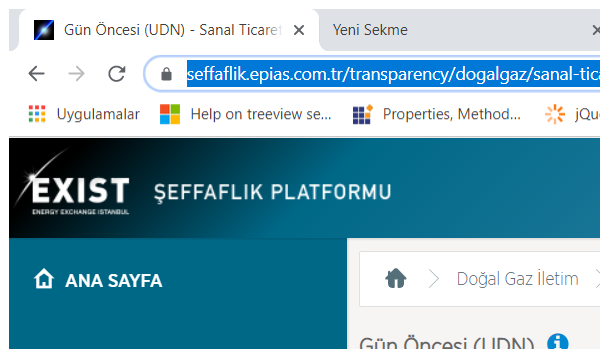 Gün Öncesi (UDN) - Sanal Ticaret
Yeni Sekme
seffaflik.epias.com.tr/transparency/dogalgaz/sanal-tica
Uygulamalar
Help on treeview se...
Properties, Method...
jQue
EXIST
ENERGY EXCHANGE ISTANBUL
ŞEFFAFLIK PLATFORMU
ANA SAYFA
Doğal Gaz İletim
Gün Öncesi (UDN)